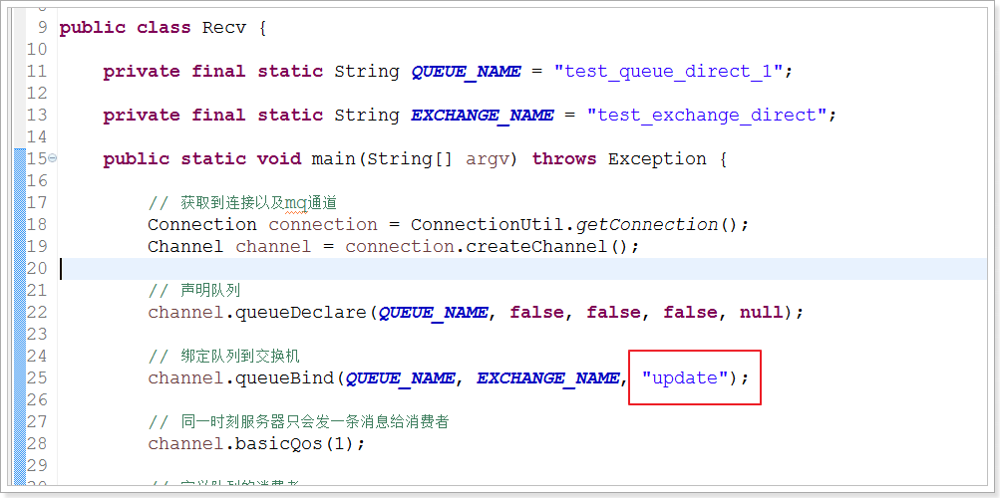 9 public class Recv {
10
11 private final static String QUEUE_NAME = "test_queue_direct_1";
12
13 private final static String EXCHANGE_NAME = "test_exchange_direct";
14
15 public static void main(String[] argv) throws Exception {
16
17 // 获取到连接以及mq通道
18 Connection connection = ConnectionUtil.getConnection();
19 Channel channel = connection.createChannel();
20
21 // 声明队列
22 channel.queueDeclare(QUEUE_NAME, false, false, false, null);
23
24 // 绑定队列到交换机
25 channel.queueBind(QUEUE_NAME, EXCHANGE_NAME, "update");
26
27 // 同一时刻服务器只会发一条消息给消费者
28 channel.basicQos(1);
29